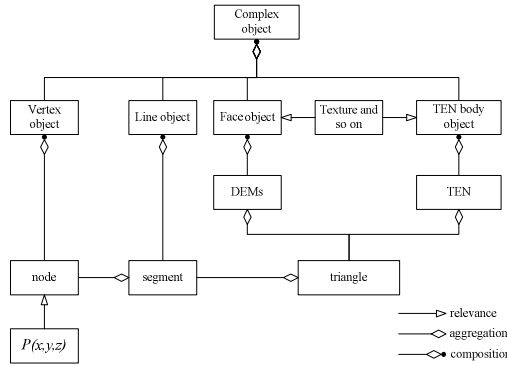 Complex
object
Vertex
object
Line object
Face object
Texture and
so on
TEN body
object
DEMs
TEN
node
segment
triangle
P(x,y,z)
relevance
aggregation
composition